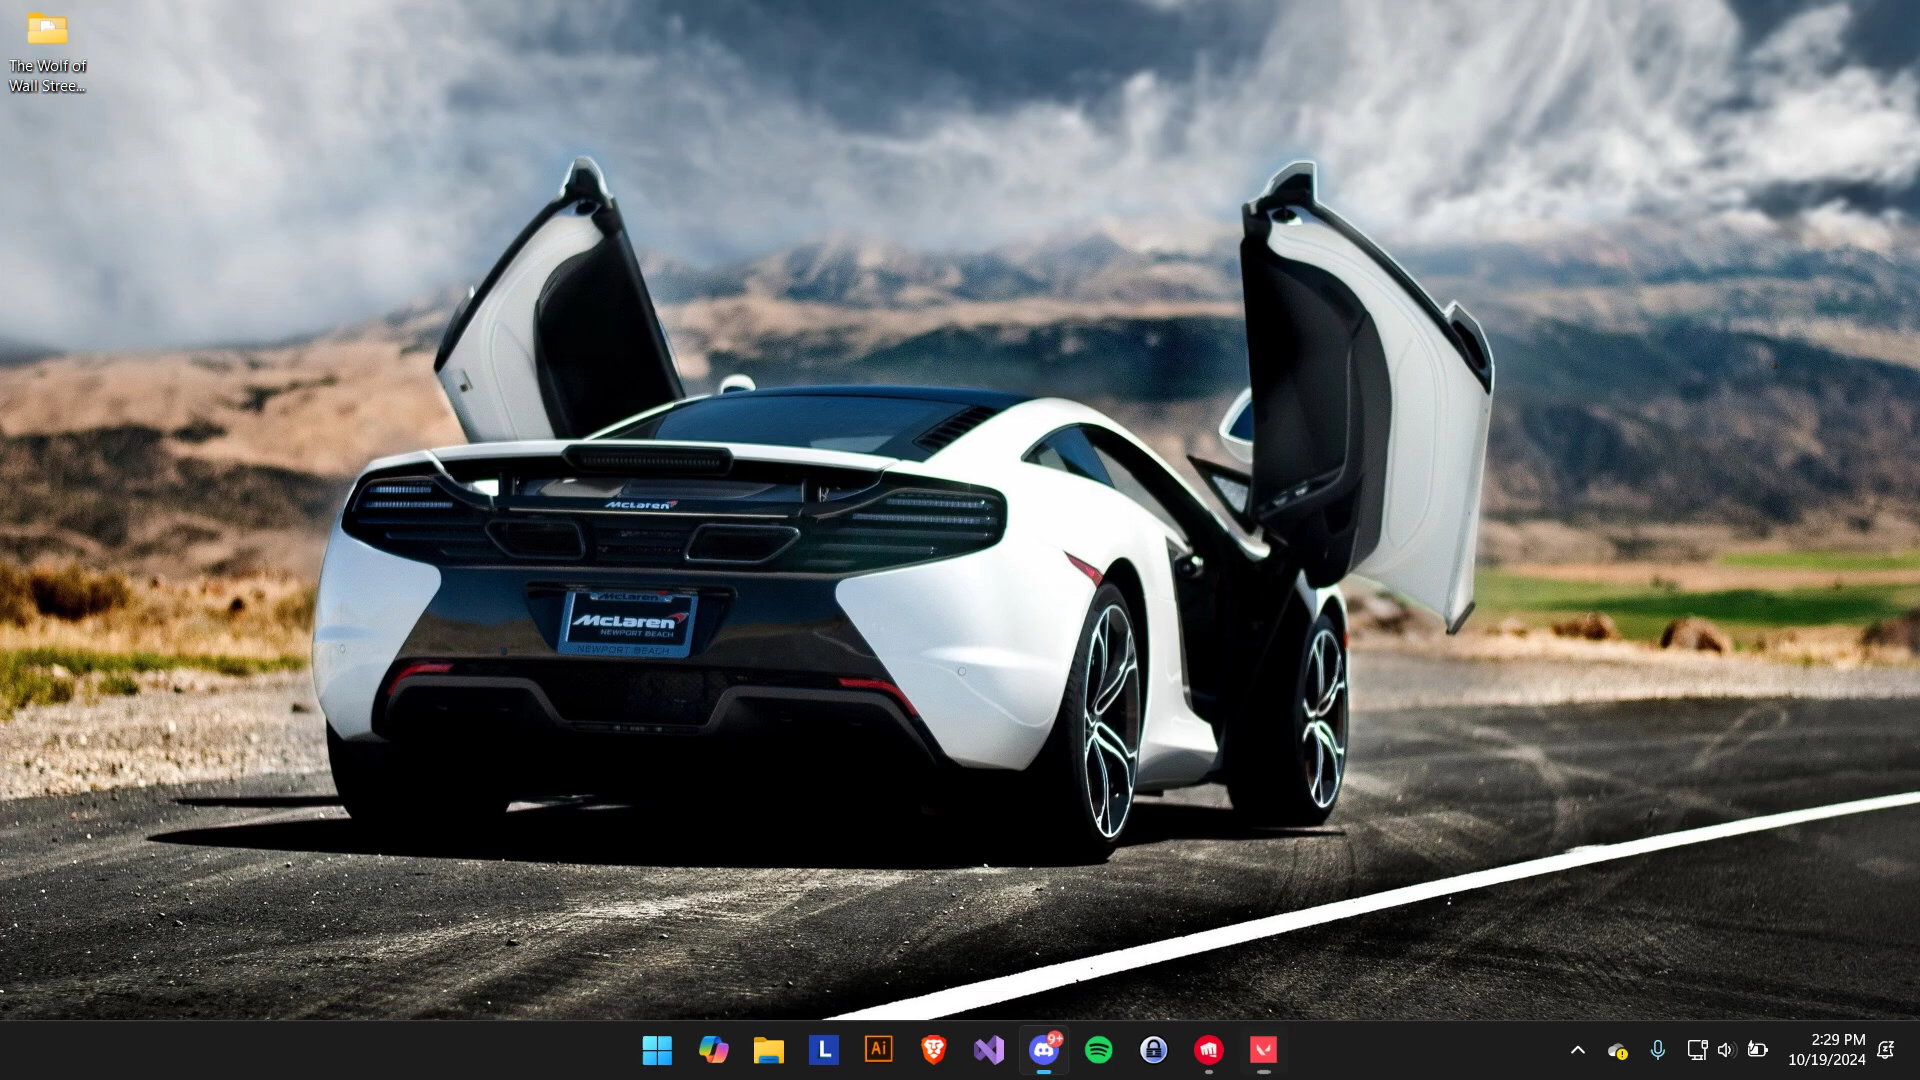 The Wolf of
Wall Stree...
McLaren
McLaren
McLaren
NEWPORT BEACH
NEWPORT BEACH
L
Ai
9+
2:29 PM
10/19/2024